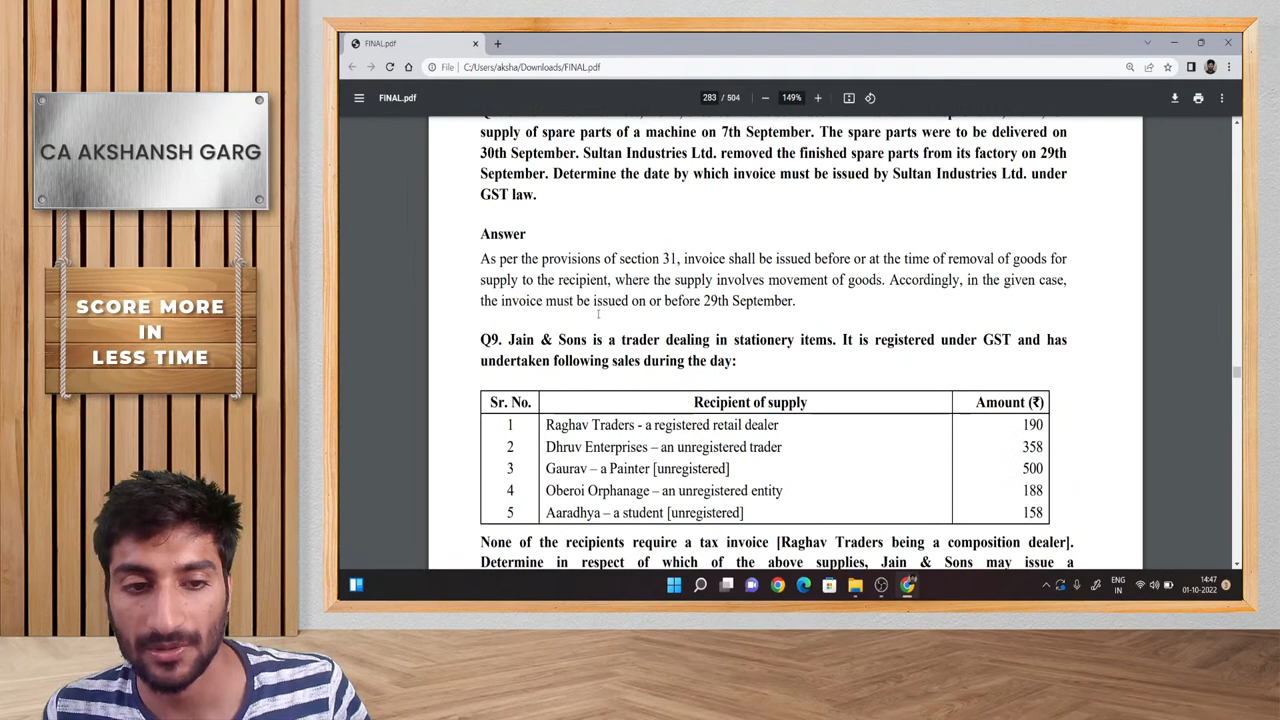 FINAL.pdf
File
C:/Users/aksha/Downloads/FINAL.pdf
FINAL.pdf
283 / 504
149%
CA AKSHANSH GARG
SCORE MORE
IN
LESS TIME
supply of spare parts of a machine on 7th September. The spare parts were to be delivered on
30th September. Sultan Industries Ltd. removed the finished spare parts from its factory on 29th
September. Determine the date by which invoice must be issued by Sultan Industries Ltd. under
GST law.
Answer
As per the provisions of section 31, invoice shall be issued before or at the time of removal of goods for
supply to the recipient, where the supply involves movement of goods. Accordingly, in the given case,
the invoice must be issued on or before 29th September.
Q9. Jain & Sons is a trader dealing in stationery items. It is registered under GST and has
undertaken following sales during the day:
Sr. No. Recipient of supply Amount (₹)
1 Raghav Traders - a registered retail dealer 190
2 Dhruv Enterprises – an unregistered trader 358
3 Gaurav – a Painter [unregistered] 500
4 Oberoi Orphanage – an unregistered entity 188
5 Aaradhya – a student [unregistered] 158
None of the recipients require a tax invoice [Raghav Traders being a composition dealer].
Determine in respect of which of the above supplies, Jain & Sons may issue a
ENG
IN
14:47
01-10-2022